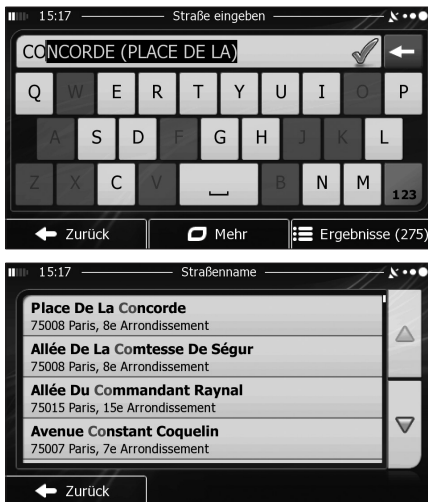 15:17 Straße eingeben
CONCORDE (PLACE DE LA)
Q W E R T Y U I O P
A S D F G H J K L
Z X C V B N M 123
Zurück Mehr Ergebnisse (275)
15:17 Straßenname
Place De La Concorde
75008 Paris, 8e Arrondissement
Allée De La Comtesse De Ségur
75008 Paris, 8e Arrondissement
Allée Du Commandant Raynal
75015 Paris, 15e Arrondissement
Avenue Constant Coquelin
75007 Paris, 7e Arrondissement
Zurück